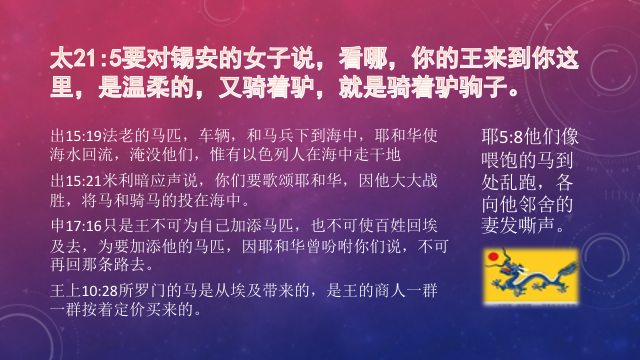 太21:5要对锡安的女子说，看哪，你的王来到你这
里，是温柔的，又骑着驴，就是骑着驴驹子。
出15:19法老的马匹，车辆，和马兵下到海中，耶和华使
海水回流，淹没他们，惟有以色列人在海中走干地
出15:21米利暗应声说，你们要歌颂耶和华，因他大大战
胜，将马和骑马的投在海中。
申17:16只是王不可为自己加添马匹，也不可使百姓回埃
及去，为要加添他的马匹，因耶和华曾吩咐你们说，不可
再回那条路去。
王上10:28所罗门的马是从埃及带来的，是王的商人一群
一群按着定价买来的。
耶5:8他们像
喂饱的马到
处乱跑，各
向他邻舍的
妻发嘶声。